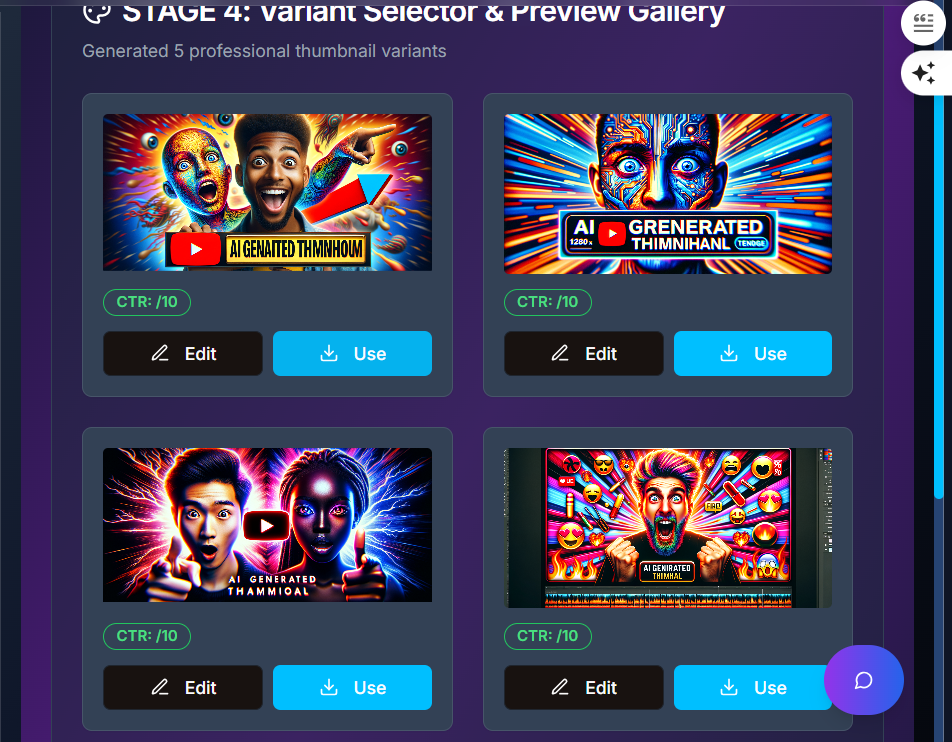 STAGE 4: Variant Selector & Preview Gallery
Generated 5 professional thumbnail variants
AI GENAITED THMNHOUM
AI GRENERATED
1280 x THIMNIHANL TENDGE
CTR: /10
CTR: /10
Edit
Use
Edit
Use
AI GENERATED
THAMMIOAL
AI GENIRATED
THIMHAL
CTR: /10
CTR: /10
Edit
Use
Edit
Use